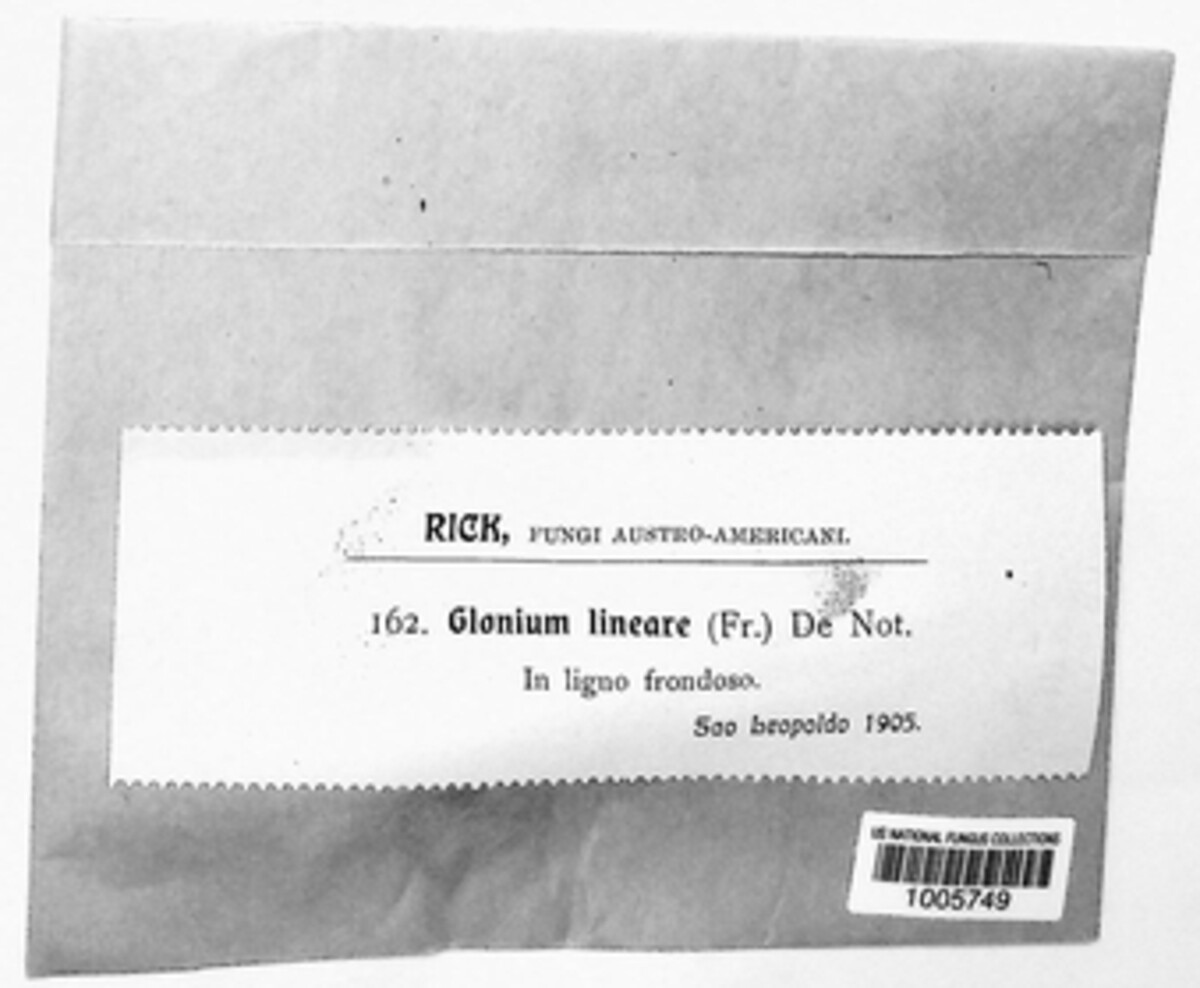 RICK, FUNGI AUSTRO-AMERICANI.
162. Glonium lineare (Fr.) De Not.
In ligno frondoso.
Sao Leopoldo 1905.
US NATIONAL FUNGUS COLLECTIONS
1005749